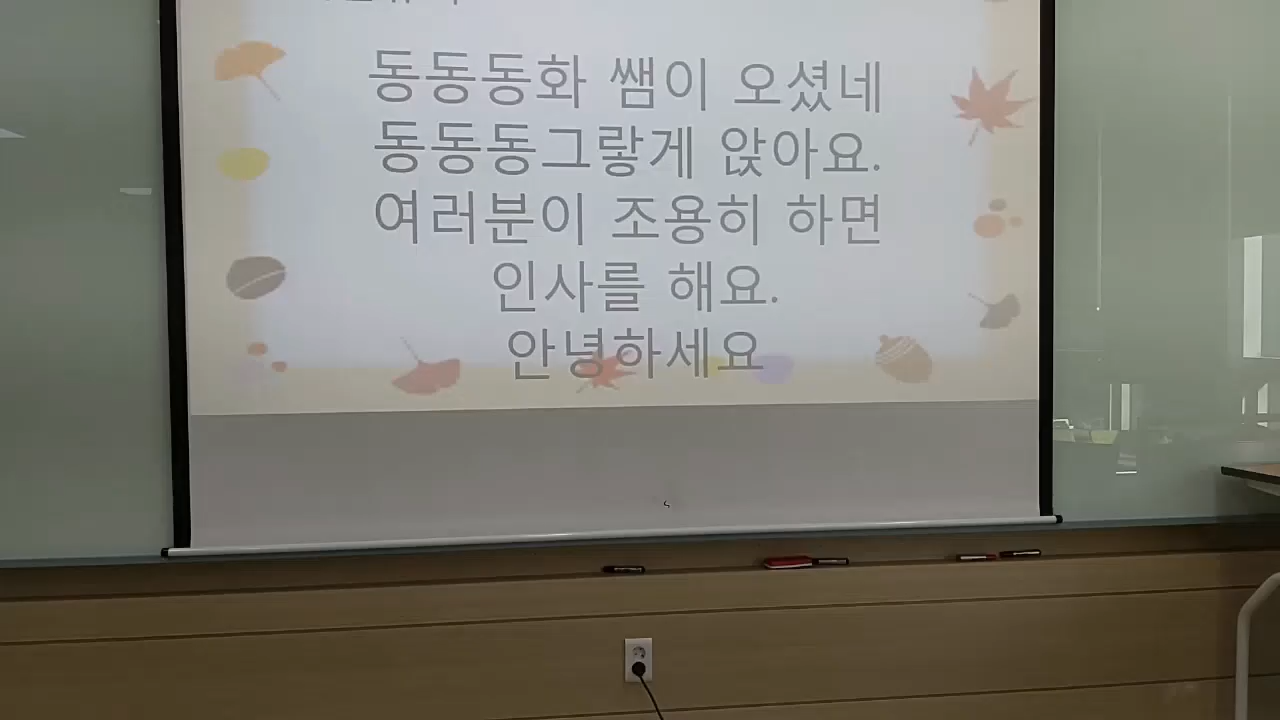 동동동화 쌤이 오셨네
동동동그랗게 앉아요.
여러분이 조용히 하면
인사를 해요.
안녕하세요